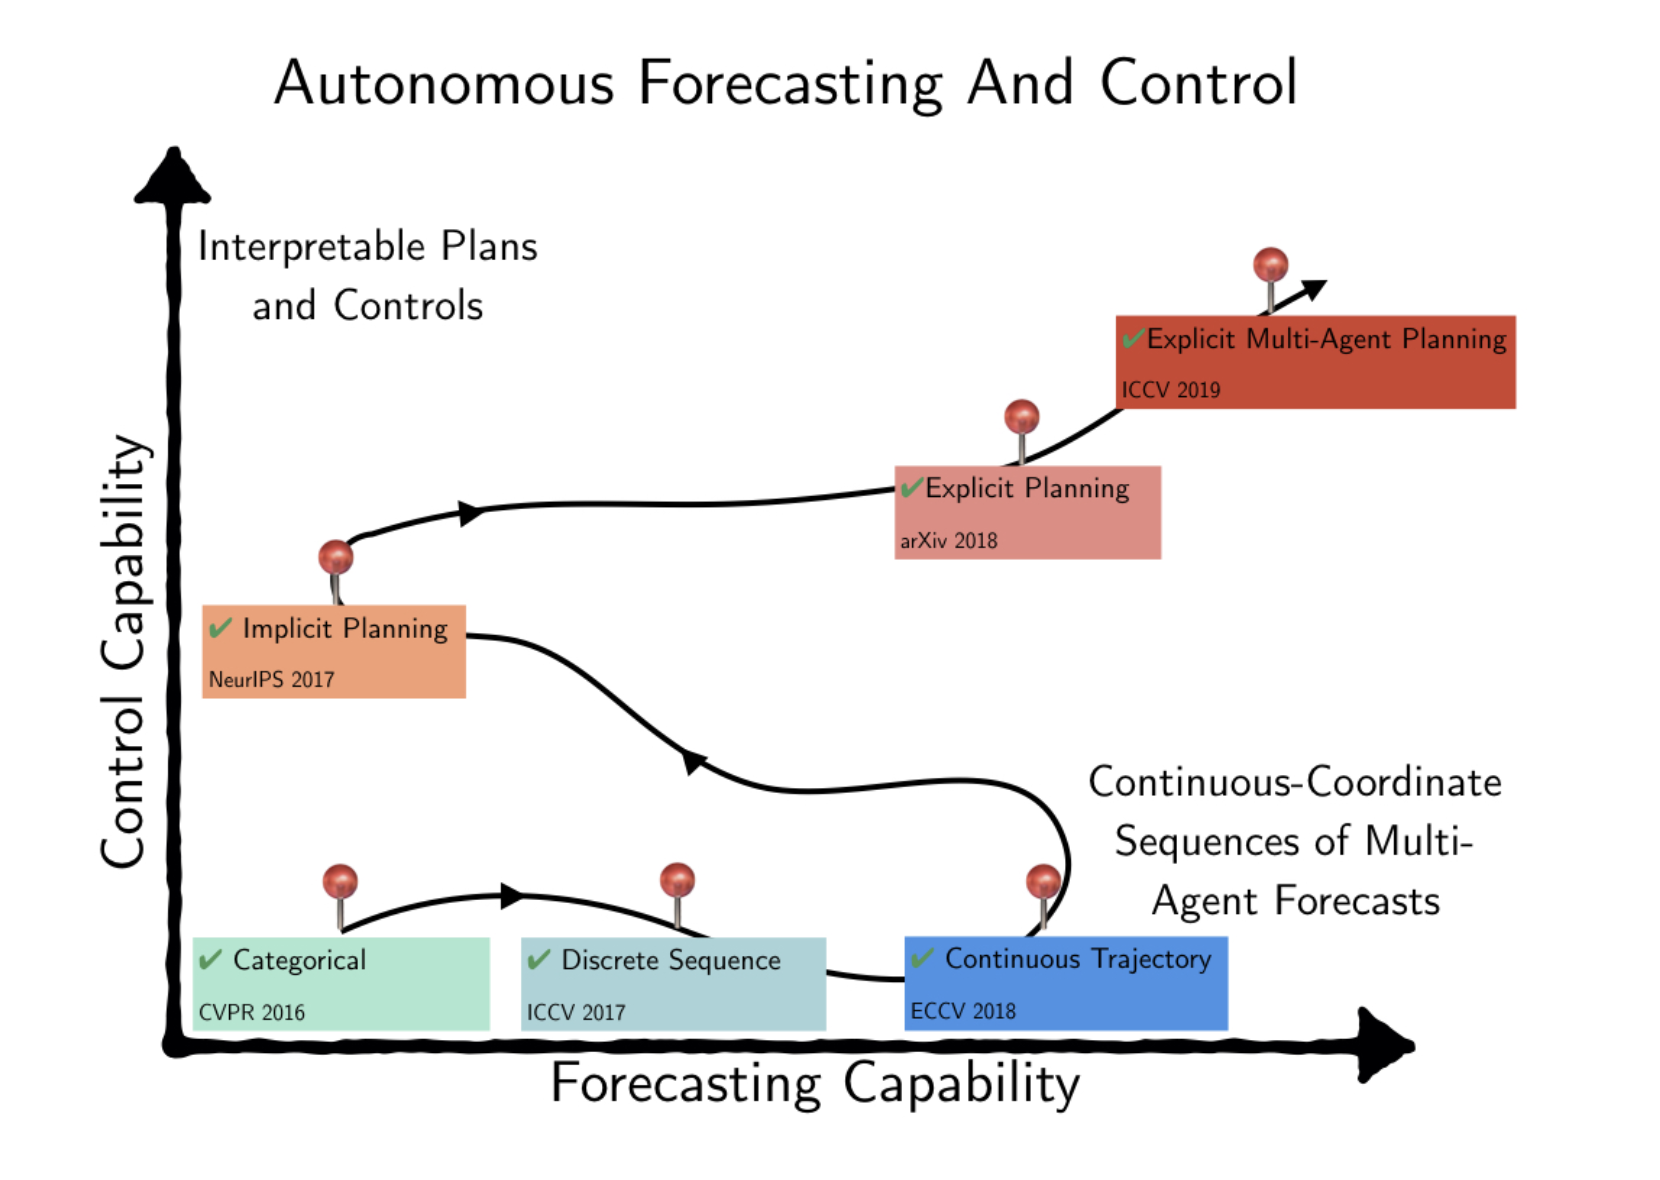 Autonomous Forecasting And Control
Interpretable Plans
and Controls
✔Explicit Multi-Agent Planning
ICCV 2019
✔Explicit Planning
arXiv 2018
Control Capability
✔ Implicit Planning
NeurIPS 2017
Continuous-Coordinate
Sequences of Multi-
Agent Forecasts
✔ Categorical
CVPR 2016
✔ Discrete Sequence
ICCV 2017
✔ Continuous Trajectory
ECCV 2018
Forecasting Capability